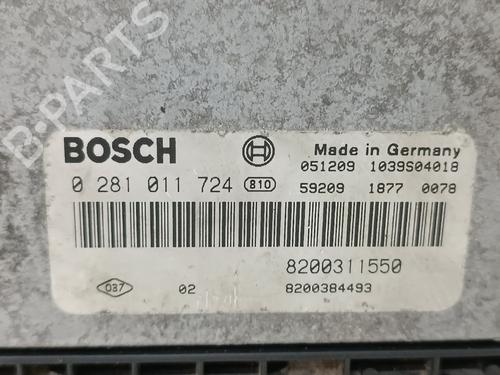 B-PARTS
BOSCH
Made in Germany
051209 1039S04018
0 281 011 724 810 59209 1877 0078
8200311550
037 02 8200384493